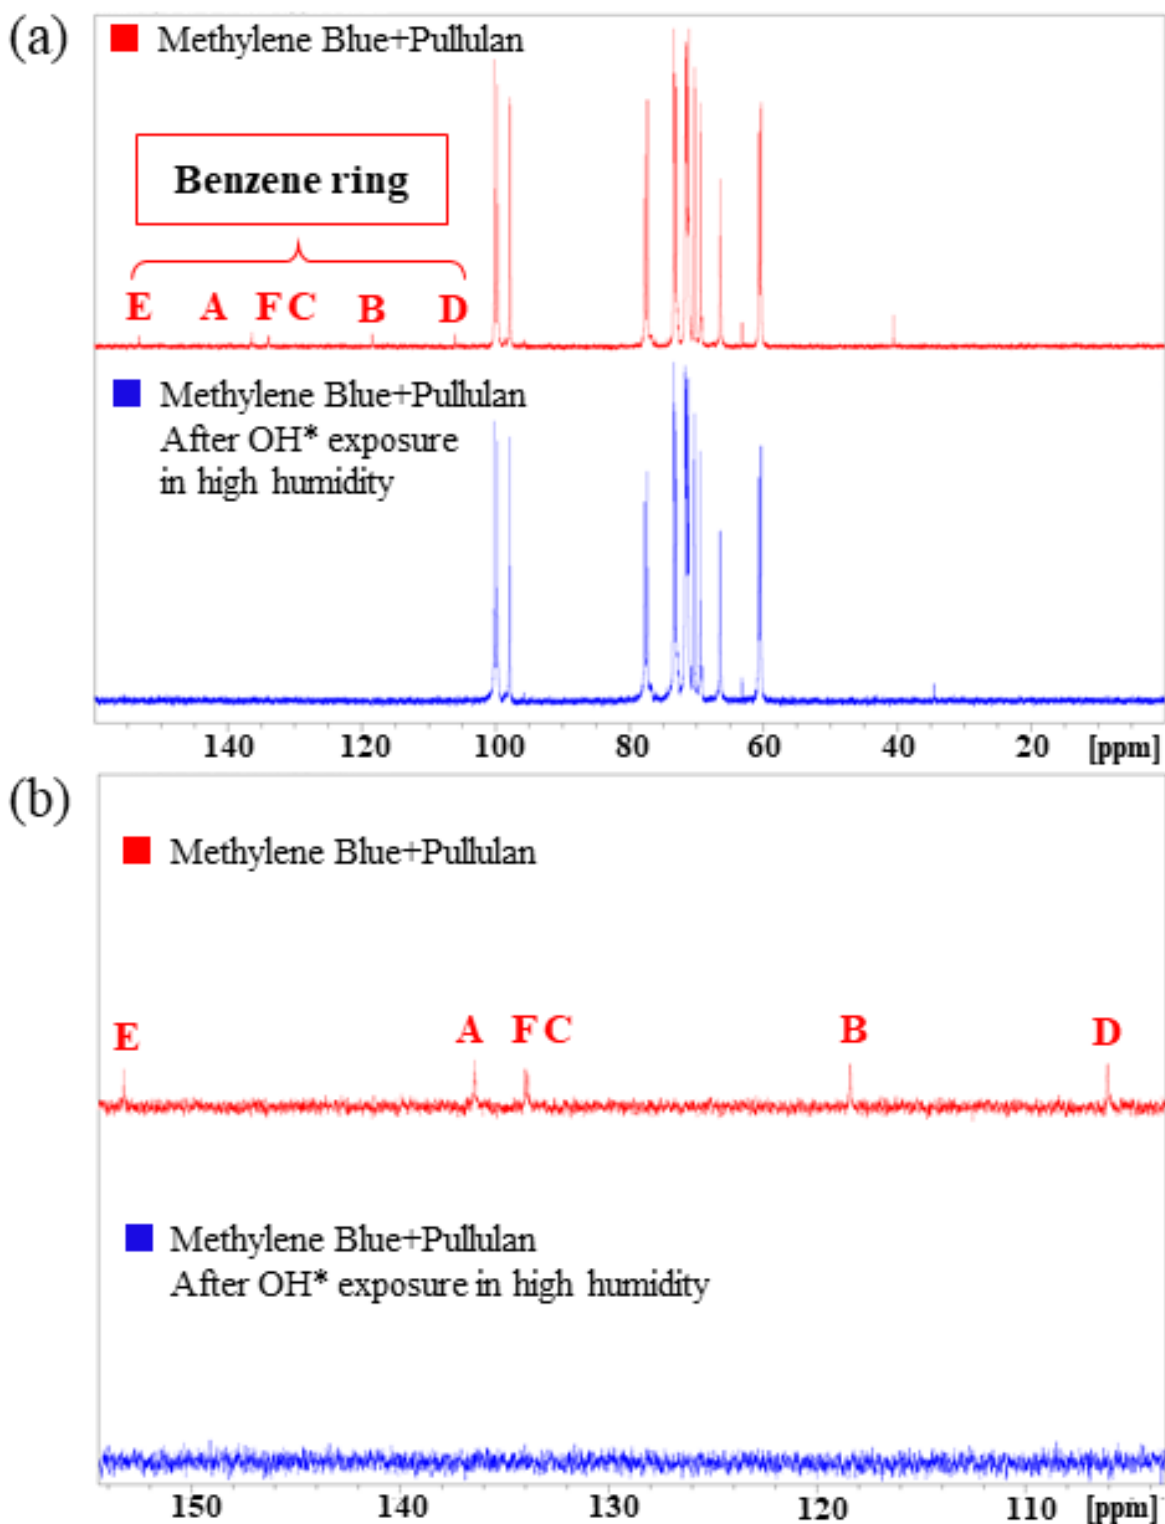 (a)
Methylene Blue+Pullulan
Benzene ring
E A F C B D
Methylene Blue+Pullulan
After OH* exposure
in high humidity
140 120 100 80 60 40 20 [ppm]
(b)
Methylene Blue+Pullulan
E A F C B D
Methylene Blue+Pullulan
After OH* exposure in high humidity
150 140 130 120 110 [ppm]